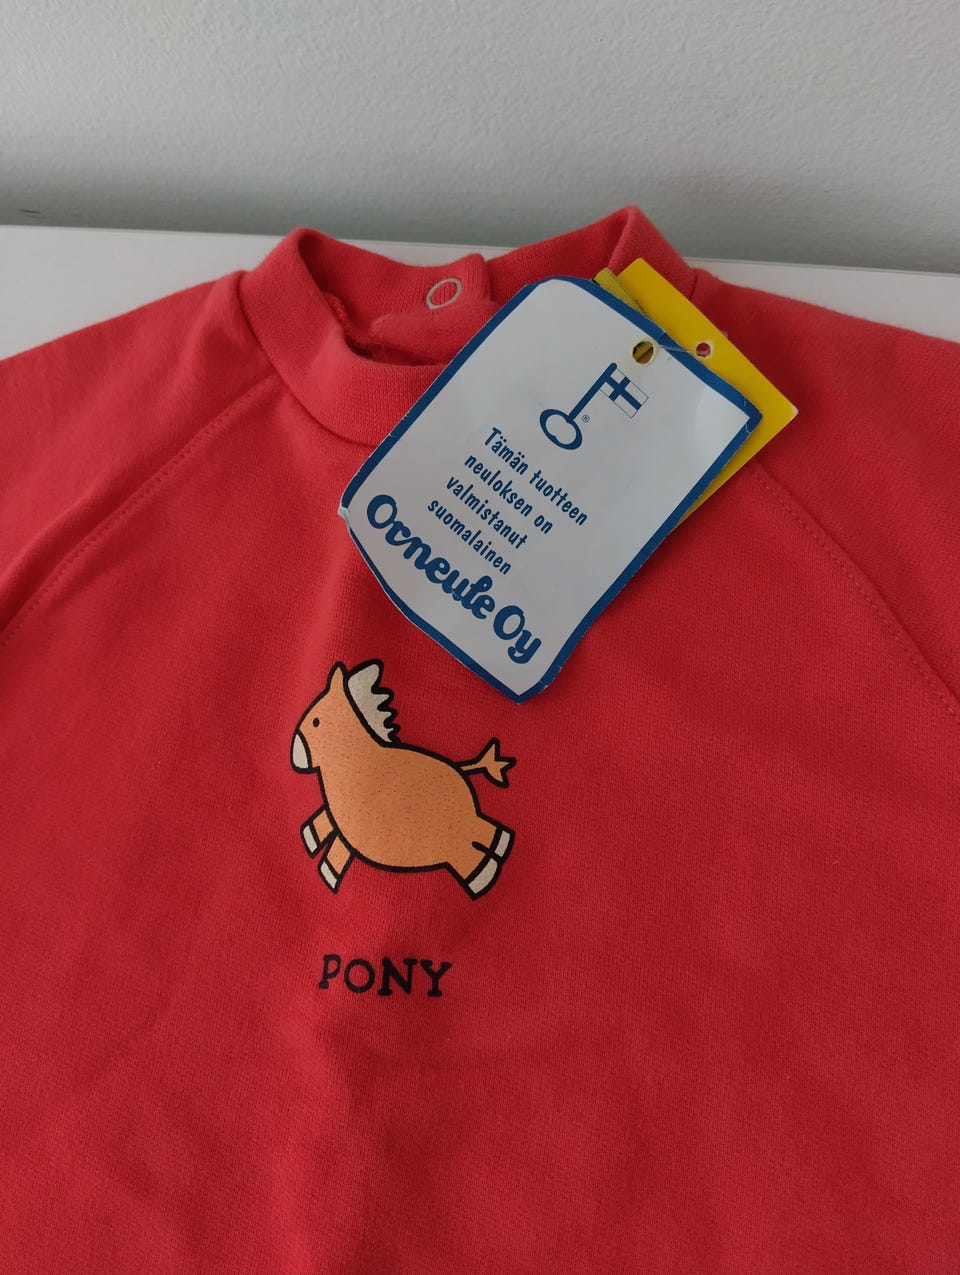 ®
Tämän tuotteen
neuloksen on
valmistanut
suomalainen
Orneule Oy
PONY